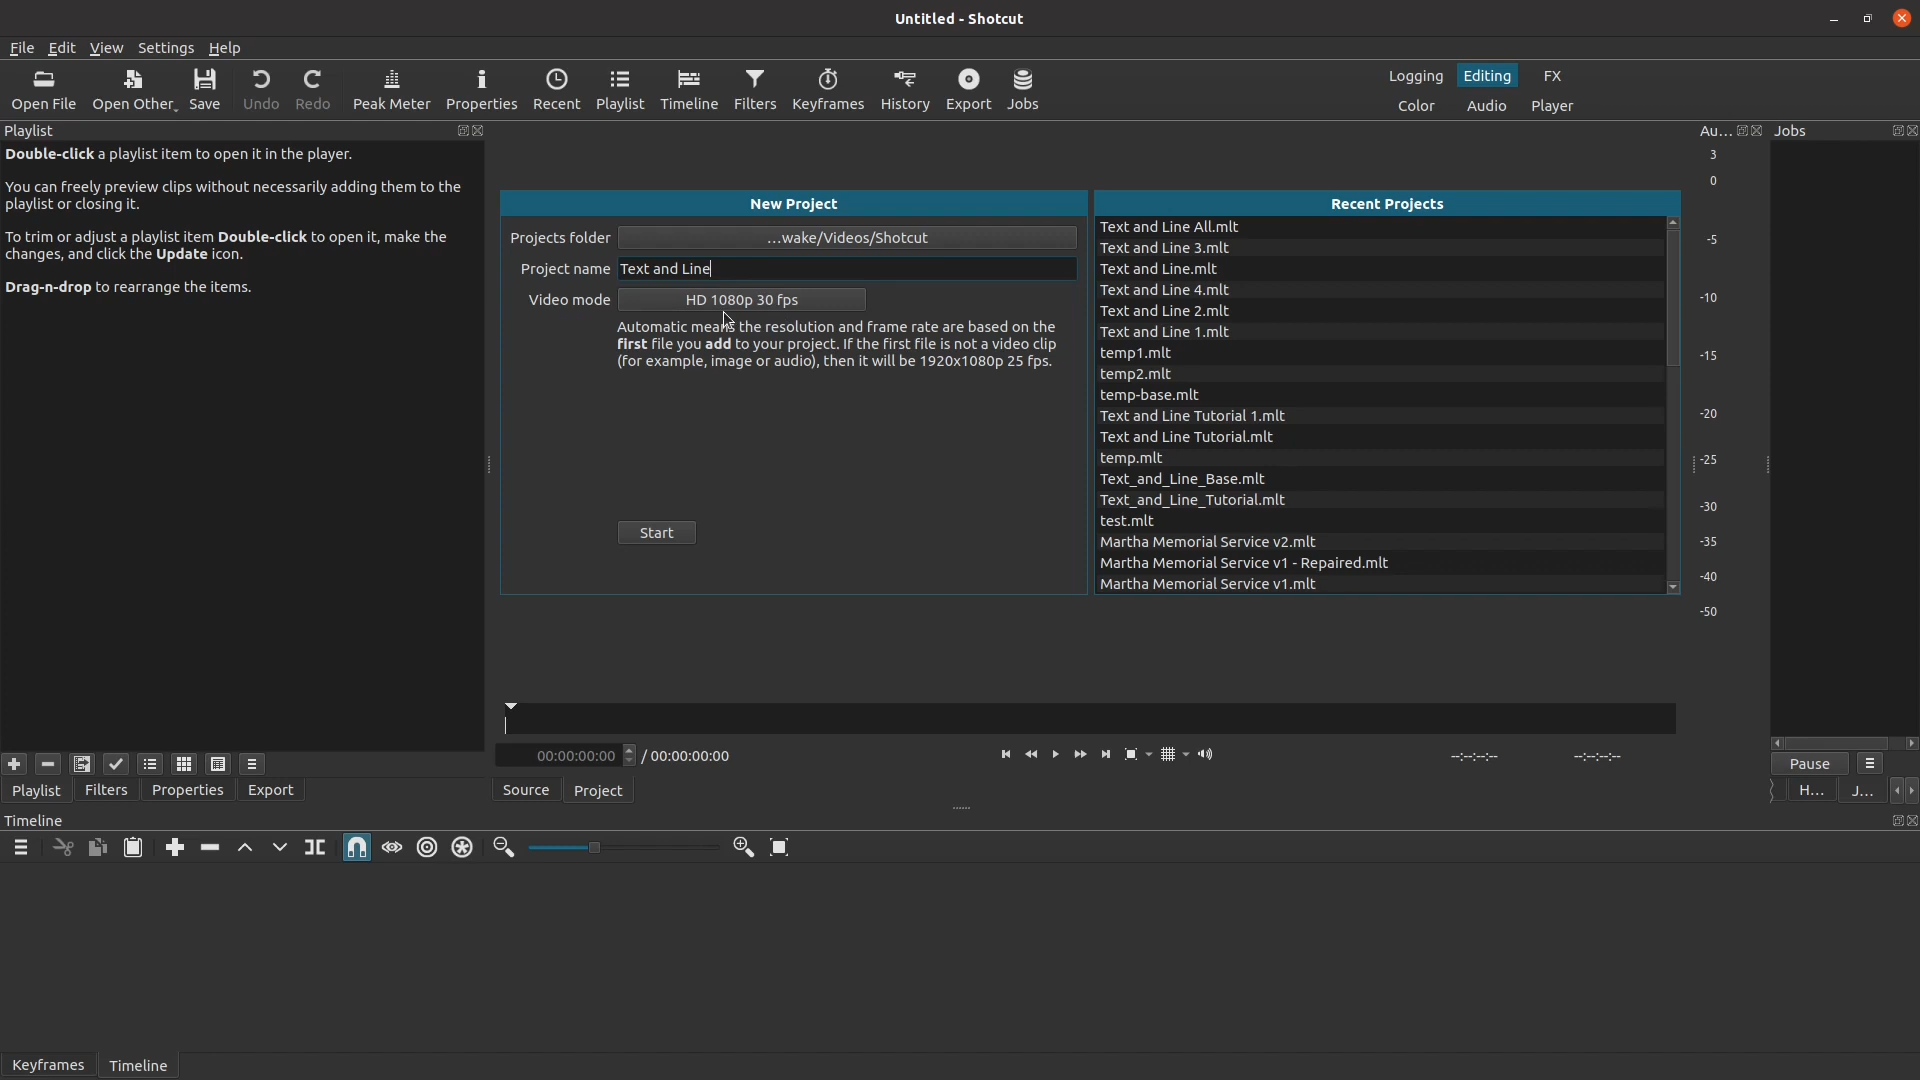 Untitled - Shotcut
File Edit View Settings Help
Open File Open Other Save Undo Redo Peak Meter Properties Recent Playlist Timeline Filters Keyframes History Export Jobs
Logging Editing FX
Color Audio Player
Playlist
Double-click a playlist item to open it in the player.
You can freely preview clips without necessarily adding them to the
playlist or closing it.
To trim or adjust a playlist item Double-click to open it, make the
changes, and click the Update icon.
Drag-n-drop to rearrange the items.
Playlist Filters Properties Export
New Project
Projects folder ...wake/Videos/Shotcut
Project name Text and Line
Video mode HD 1080p 30 fps
Automatic means the resolution and frame rate are based on the
first file you add to your project. If the first file is not a video clip
(for example, image or audio), then it will be 1920x1080p 25 fps.
Start
Recent Projects
Text and Line All.mlt
Text and Line 3.mlt
Text and Line.mlt
Text and Line 4.mlt
Text and Line 2.mlt
Text and Line 1.mlt
temp1.mlt
temp2.mlt
temp-base.mlt
Text and Line Tutorial 1.mlt
Text and Line Tutorial.mlt
temp.mlt
Text_and_Line_Base.mlt
Text_and_Line_Tutorial.mlt
test.mlt
Martha Memorial Service v2.mlt
Martha Memorial Service v1 - Repaired.mlt
Martha Memorial Service v1.mlt
00:00:00:00 / 00:00:00:00
--:--:--:-- --:--:--:--
Source Project
Au...
3
0
-5
-10
-15
-20
-25
-30
-35
-40
-50
Jobs
Pause
H... J...
Timeline
Keyframes Timeline